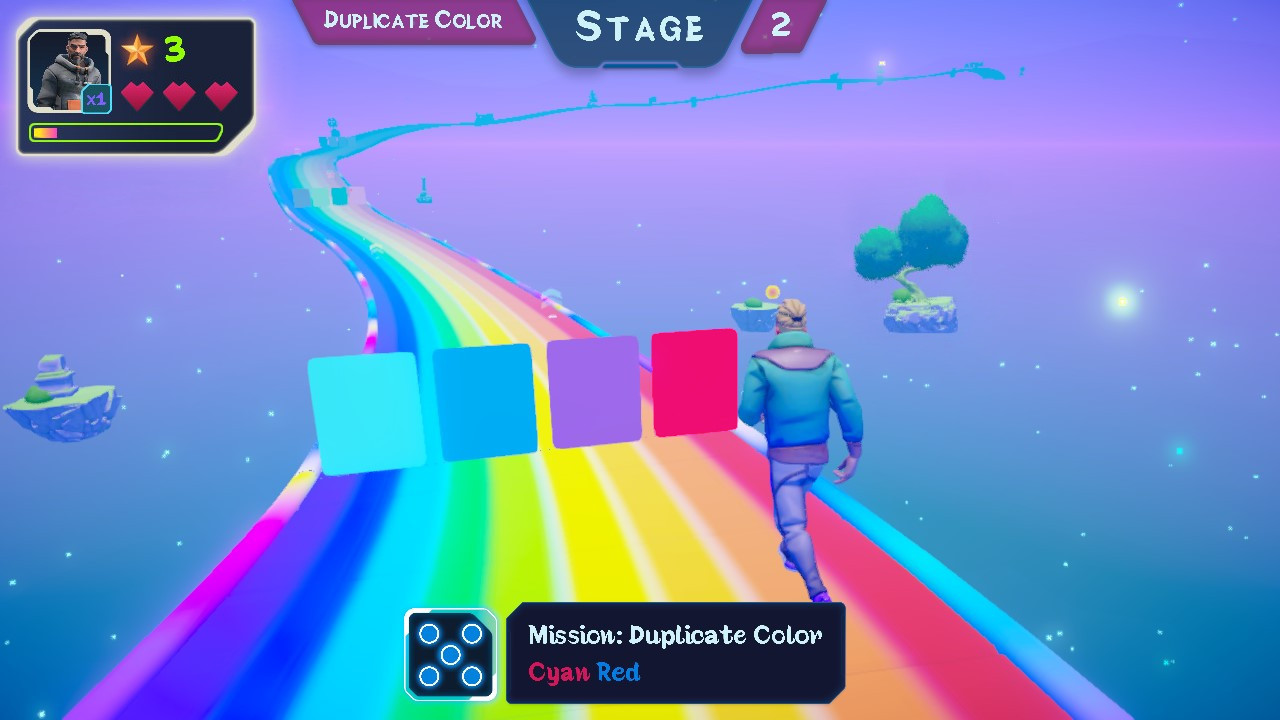 3
x1
Duplicate Color
Stage
2
Mission: Duplicate Color
Cyan Red